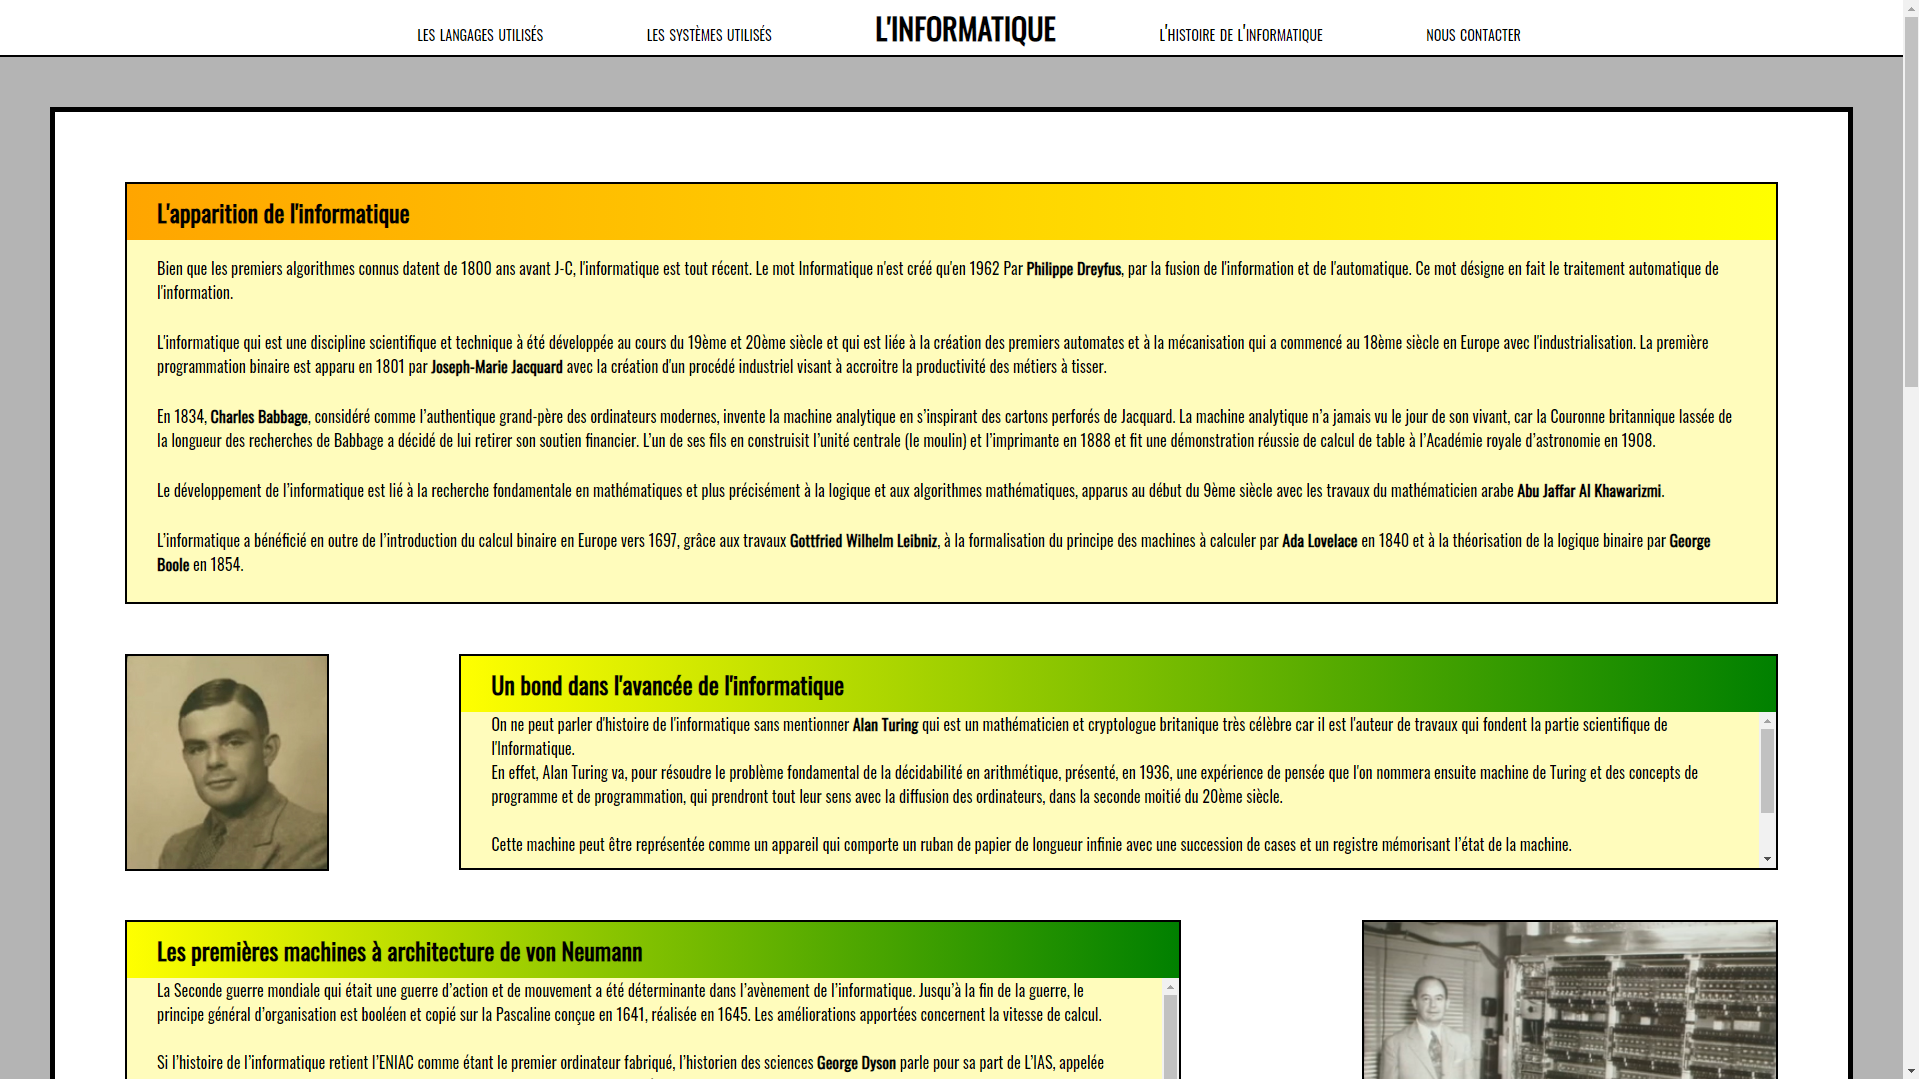 LES LANGAGES UTILISÉS LES SYSTÈMES UTILISÉS L'INFORMATIQUE L'HISTOIRE DE L'INFORMATIQUE NOUS CONTACTER
L'apparition de l'informatique
Bien que les premiers algorithmes connus datent de 1800 ans avant J-C, l'informatique est tout récent. Le mot Informatique n'est créé qu'en 1962 Par Philippe Dreyfus, par la fusion de l'information et de l'automatique. Ce mot désigne en fait le traitement automatique de
l'information.
L'informatique qui est une discipline scientifique et technique à été développée au cours du 19ème et 20ème siècle et qui est liée à la création des premiers automates et à la mécanisation qui a commencé au 18ème siècle en Europe avec l'industrialisation. La première
programmation binaire est apparu en 1801 par Joseph-Marie Jacquard avec la création d'un procédé industriel visant à accroitre la productivité des métiers à tisser.
En 1834, Charles Babbage, considéré comme l’authentique grand-père des ordinateurs modernes, invente la machine analytique en s’inspirant des cartons perforés de Jacquard. La machine analytique n’a jamais vu le jour de son vivant, car la Couronne britannique lassée de
la longueur des recherches de Babbage a décidé de lui retirer son soutien financier. L’un de ses fils en construisit l’unité centrale (le moulin) et l’imprimante en 1888 et fit une démonstration réussie de calcul de table à l’Académie royale d’astronomie en 1908.
Le développement de l’informatique est lié à la recherche fondamentale en mathématiques et plus précisément à la logique et aux algorithmes mathématiques, apparus au début du 9ème siècle avec les travaux du mathématicien arabe Abu Jaffar Al Khawarizmi.
L’informatique a bénéficié en outre de l’introduction du calcul binaire en Europe vers 1697, grâce aux travaux Gottfried Wilhelm Leibniz, à la formalisation du principe des machines à calculer par Ada Lovelace en 1840 et à la théorisation de la logique binaire par George
Boole en 1854.
Un bond dans l'avancée de l'informatique
On ne peut parler d'histoire de l'informatique sans mentionner Alan Turing qui est un mathématicien et cryptologue britanique très célèbre car il est l'auteur de travaux qui fondent la partie scientifique de
l'Informatique.
En effet, Alan Turing va, pour résoudre le problème fondamental de la décidabilité en arithmétique, présenté, en 1936, une expérience de pensée que l'on nommera ensuite machine de Turing et des concepts de
programme et de programmation, qui prendront tout leur sens avec la diffusion des ordinateurs, dans la seconde moitié du 20ème siècle.
Cette machine peut être représentée comme un appareil qui comporte un ruban de papier de longueur infinie avec une succession de cases et un registre mémorisant l’état de la machine.
Les premières machines à architecture de von Neumann
La Seconde guerre mondiale qui était une guerre d’action et de mouvement a été déterminante dans l’avènement de l’informatique. Jusqu’à la fin de la guerre, le
principe général d’organisation est booléen et copié sur la Pascaline conçue en 1641, réalisée en 1645. Les améliorations apportées concernent la vitesse de calcul.
Si l’histoire de l’informatique retient l’ENIAC comme étant le premier ordinateur fabriqué, l’historien des sciences George Dyson parle pour sa part de L’IAS, appelée